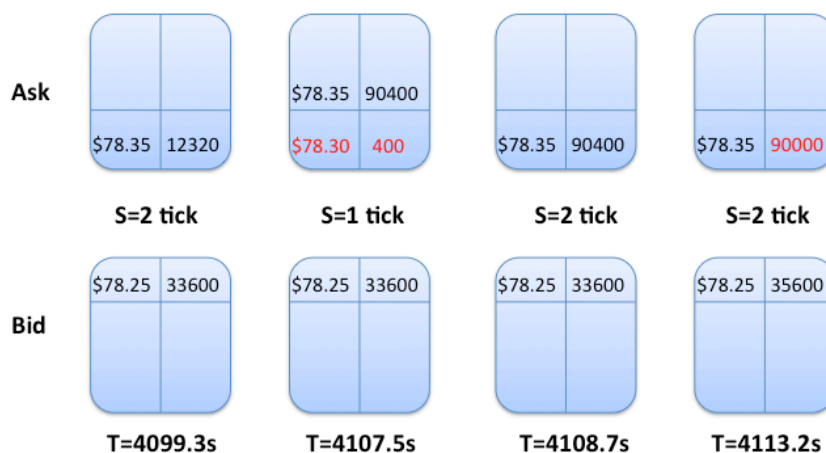 $78.35 90400
Ask
$78.35 12320 $78.30 400 $78.35 90400 $78.35 90000
S=2 tick S=1 tick S=2 tick S=2 tick
$78.25 33600 $78.25 33600 $78.25 33600 $78.25 35600
Bid
T=4099.3s T=4107.5s T=4108.7s T=4113.2s